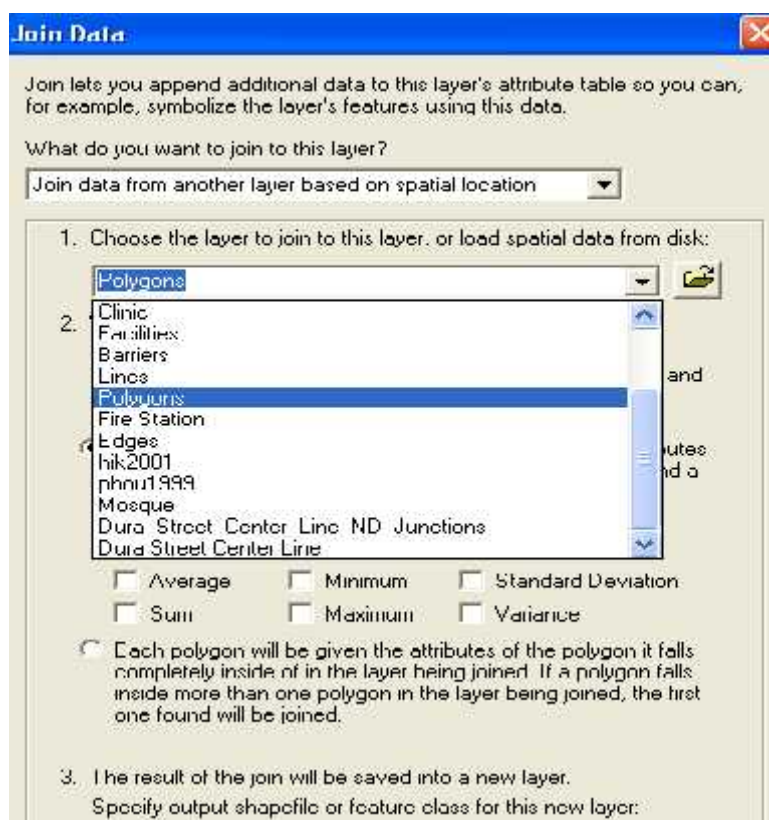 Join Data
Join lets you append additional data to this layer's attribute table so you can,
for example, symbolize the layer's features using this data.
What do you want to join to this layer?
Join data from another layer based on spatial location
1. Choose the layer to join to this layer, or load spatial data from disk:
Polygons
2.
Clinic
Facilities
Barriers
Lines
and
Polygons
Fire Station
Edges
utes
hik2001
nd a
phou1999
Mosque
Dura_Street_Center_Line_ND_Junctions
Dura Street Center Line
Average Minimum Standard Deviation
Sum Maximum Variance
Each polygon will be given the attributes of the polygon it falls
completely inside of in the layer being joined. If a polygon falls
inside more than one polygon in the layer being joined, the first
one found will be joined.
3. The result of the join will be saved into a new layer.
Specify output shapefile or feature class for this new layer: